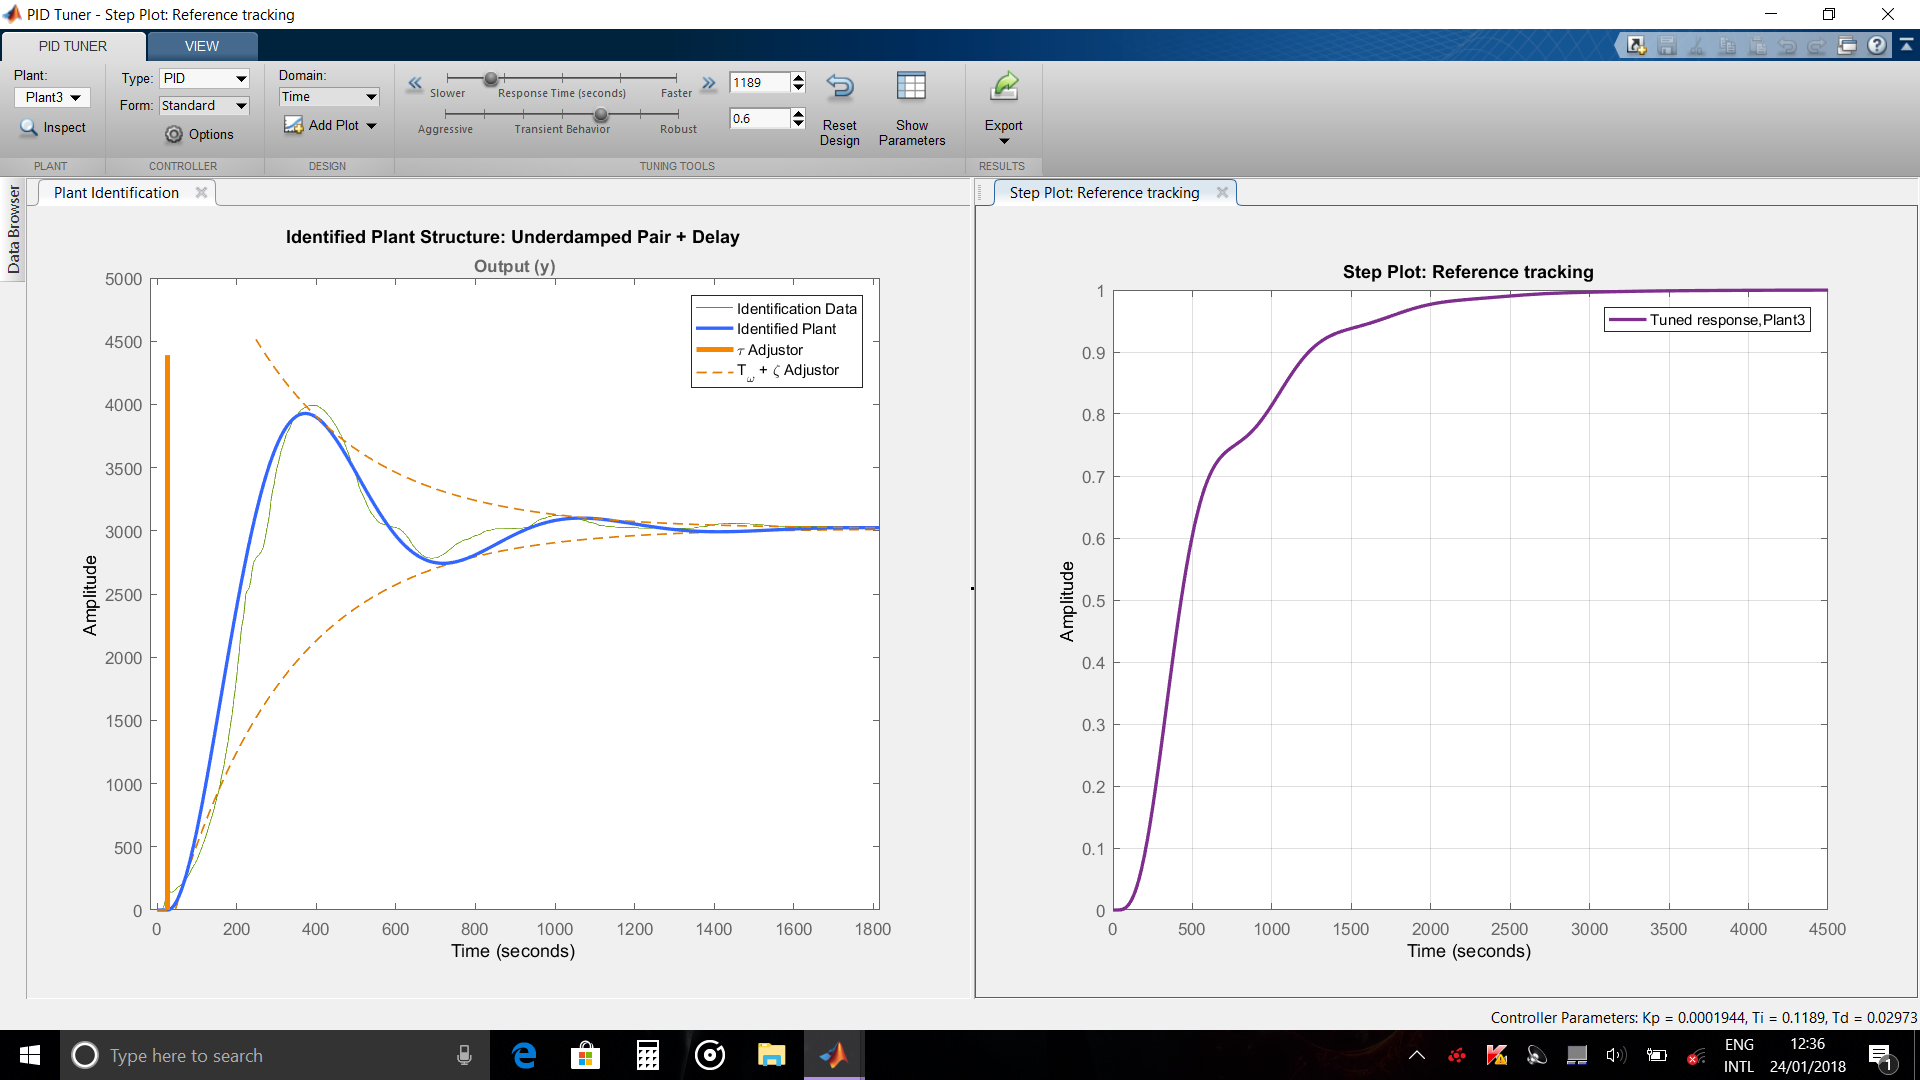 PID Tuner - Step Plot: Reference tracking
PID TUNER
VIEW
Plant:
Plant3
Inspect
PLANT
Type: PID
Form: Standard
Options
CONTROLLER
Domain:
Time
Add Plot
DESIGN
Slower Response Time (seconds) Faster
1189
Aggressive Transient Behavior Robust
0.6
TUNING TOOLS
Reset
Design
Show
Parameters
Export
RESULTS
Data Browser
Plant Identification
Identified Plant Structure: Underdamped Pair + Delay
Output (y)
Identification Data
Identified Plant
τ Adjustor
Tω + ζ Adjustor
Amplitude
5000
4500
4000
3500
3000
2500
2000
1500
1000
500
0
0 200 400 600 800 1000 1200 1400 1600 1800
Time (seconds)
Step Plot: Reference tracking
Step Plot: Reference tracking
Tuned response,Plant3
Amplitude
1
0.9
0.8
0.7
0.6
0.5
0.4
0.3
0.2
0.1
0
0 500 1000 1500 2000 2500 3000 3500 4000 4500
Time (seconds)
Controller Parameters: Kp = 0.0001944, Ti = 0.1189, Td = 0.02973
Type here to search
ENG
INTL
12:36
24/01/2018
1